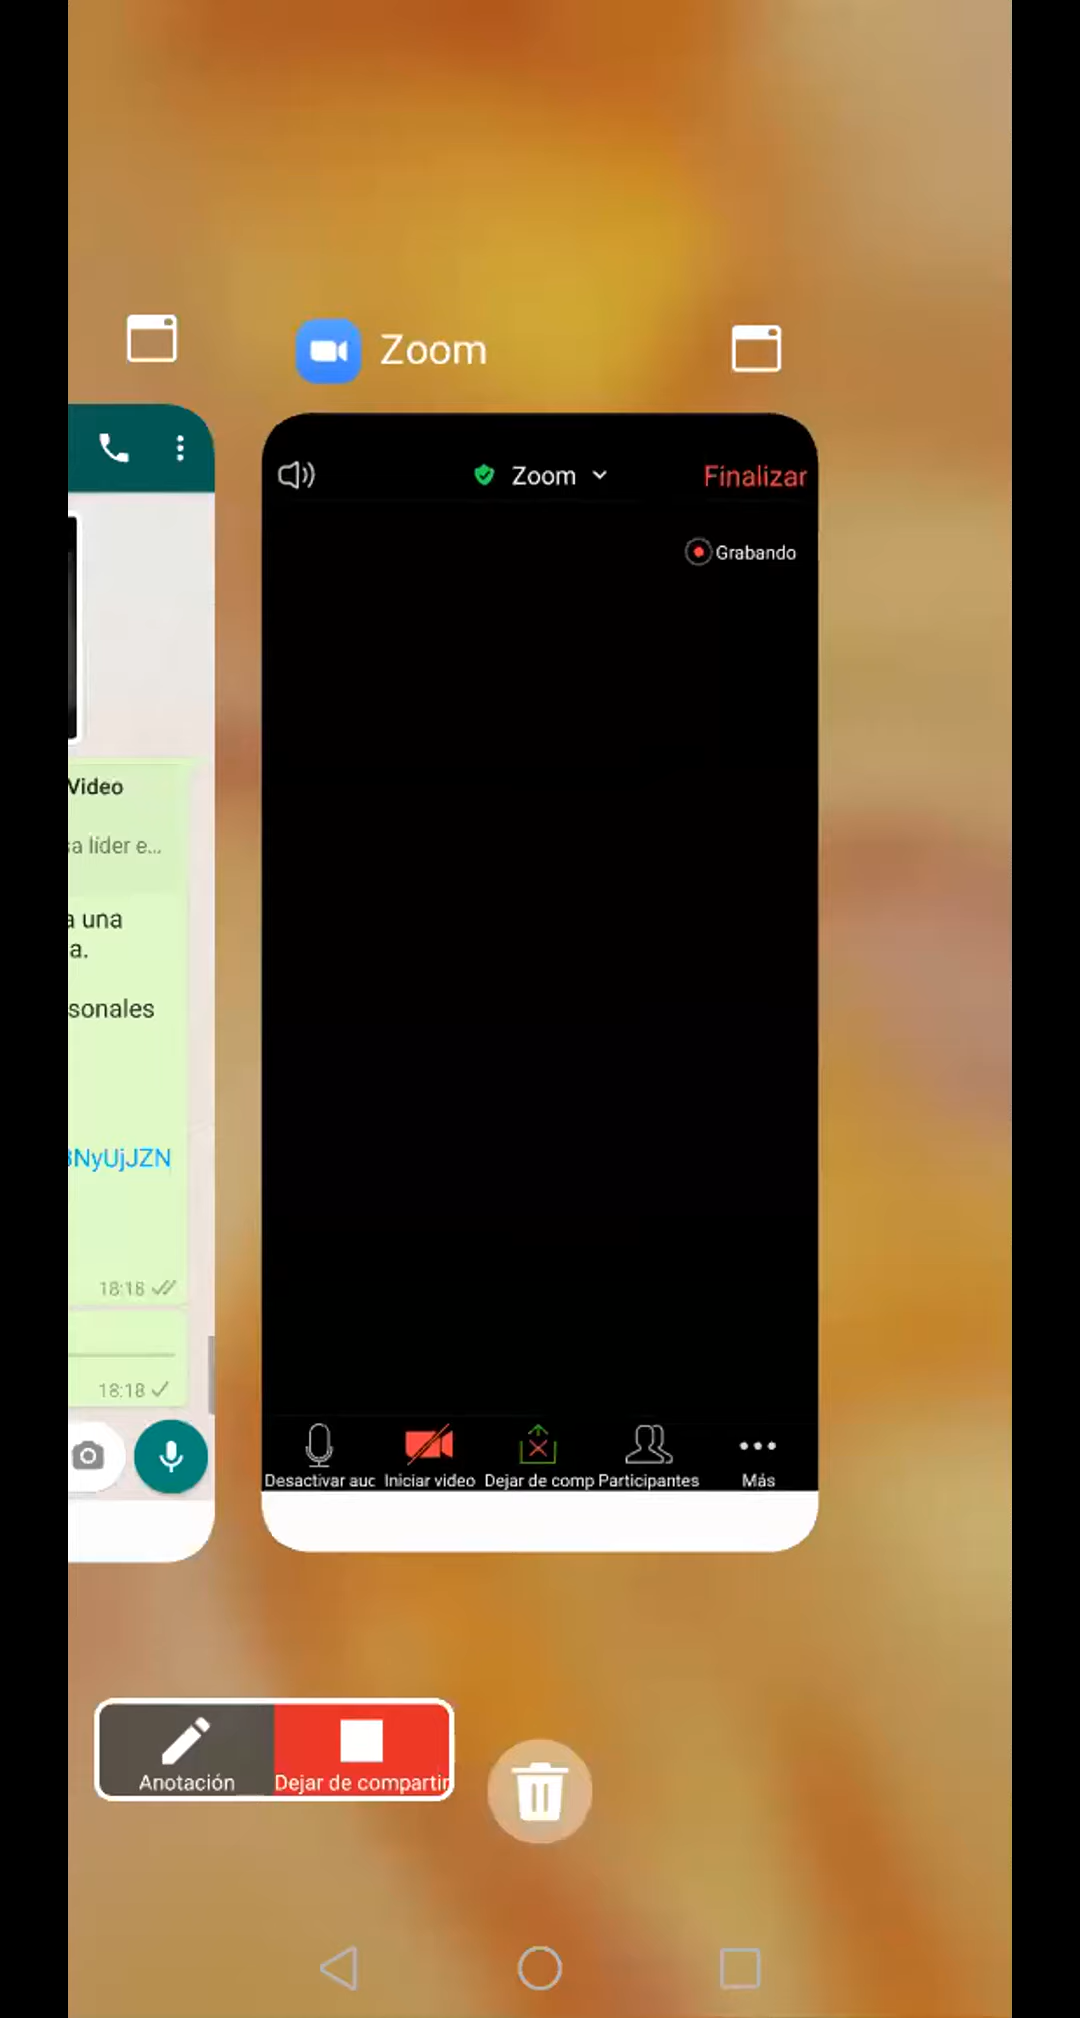 Zoom
Zoom
Finalizar
Grabando
Video
a líder e...
a una
a.
sonales
NyUjJZN
18:18
18:18
Desactivar auc
Iniciar video
Dejar de comp
Participantes
Más
Anotación
Dejar de compartir